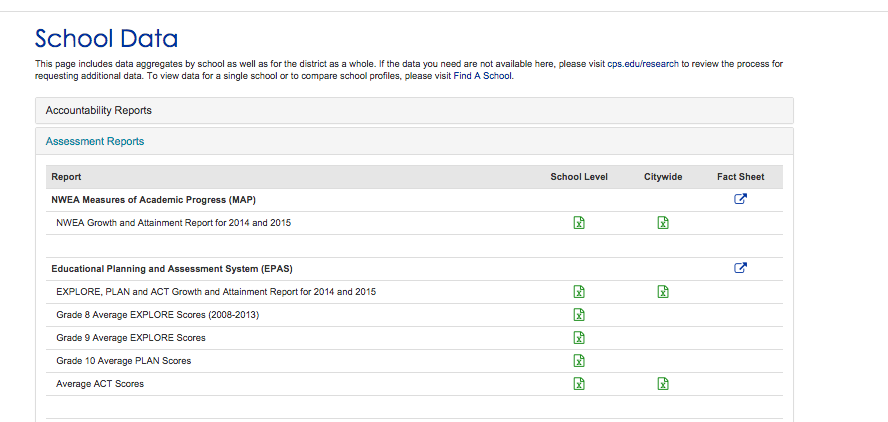 School Data
This page includes data aggregates by school as well as for the district as a whole. If the data you need are not available here, please visit cps.edu/research to review the process for
requesting additional data. To view data for a single school or to compare school profiles, please visit Find A School.
Accountability Reports
Assessment Reports
Report School Level Citywide Fact Sheet
NWEA Measures of Academic Progress (MAP)
NWEA Growth and Attainment Report for 2014 and 2015
Educational Planning and Assessment System (EPAS)
EXPLORE, PLAN and ACT Growth and Attainment Report for 2014 and 2015
Grade 8 Average EXPLORE Scores (2008-2013)
Grade 9 Average EXPLORE Scores
Grade 10 Average PLAN Scores
Average ACT Scores